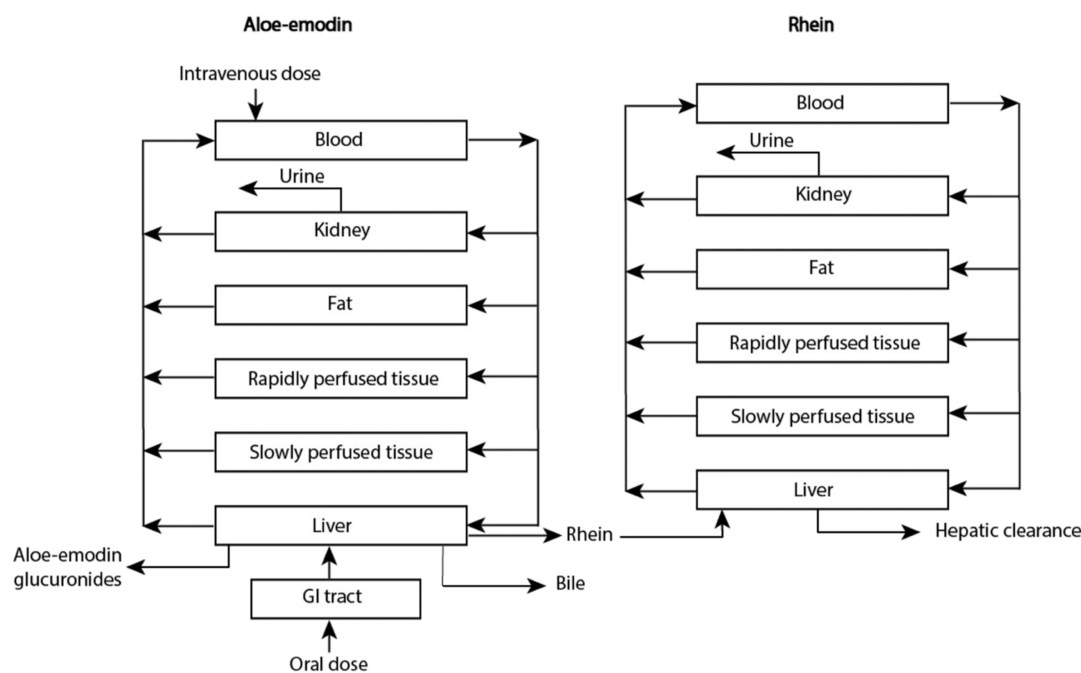 Aloe-emodin
Intravenous dose
Blood
Urine
Kidney
Fat
Rapidly perfused tissue
Slowly perfused tissue
Liver
Aloe-emodin
glucuronides
GI tract
Bile
Oral dose
Rhein
Rhein
Blood
Urine
Kidney
Fat
Rapidly perfused tissue
Slowly perfused tissue
Liver
Hepatic clearance